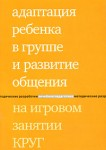 адаптация
ребенка
в группе
и развитие
общения
на игровом
занятии
КРУГ